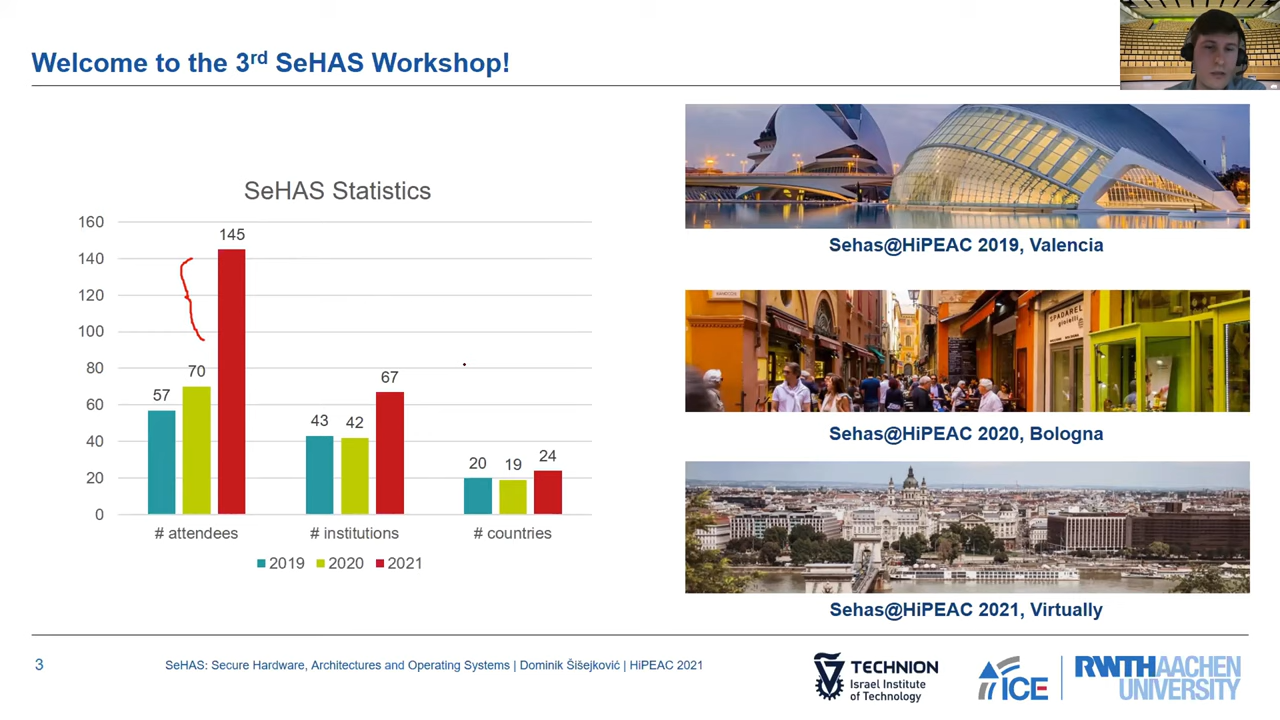 Welcome to the 3rd SeHAS Workshop!
SeHAS Statistics
160
140
120
100
80
60
40
20
0
57
70
145
43
42
67
20
19
24
# attendees
# institutions
# countries
2019
2020
2021
Sehas@HiPEAC 2019, Valencia
SPADAREL
gioielli
Sehas@HiPEAC 2020, Bologna
Sehas@HiPEAC 2021, Virtually
3
SeHAS: Secure Hardware, Architectures and Operating Systems | Dominik Šišejković | HiPEAC 2021
TECHNION
Israel Institute
of Technology
ICE
RWTHAACHEN
UNIVERSITY